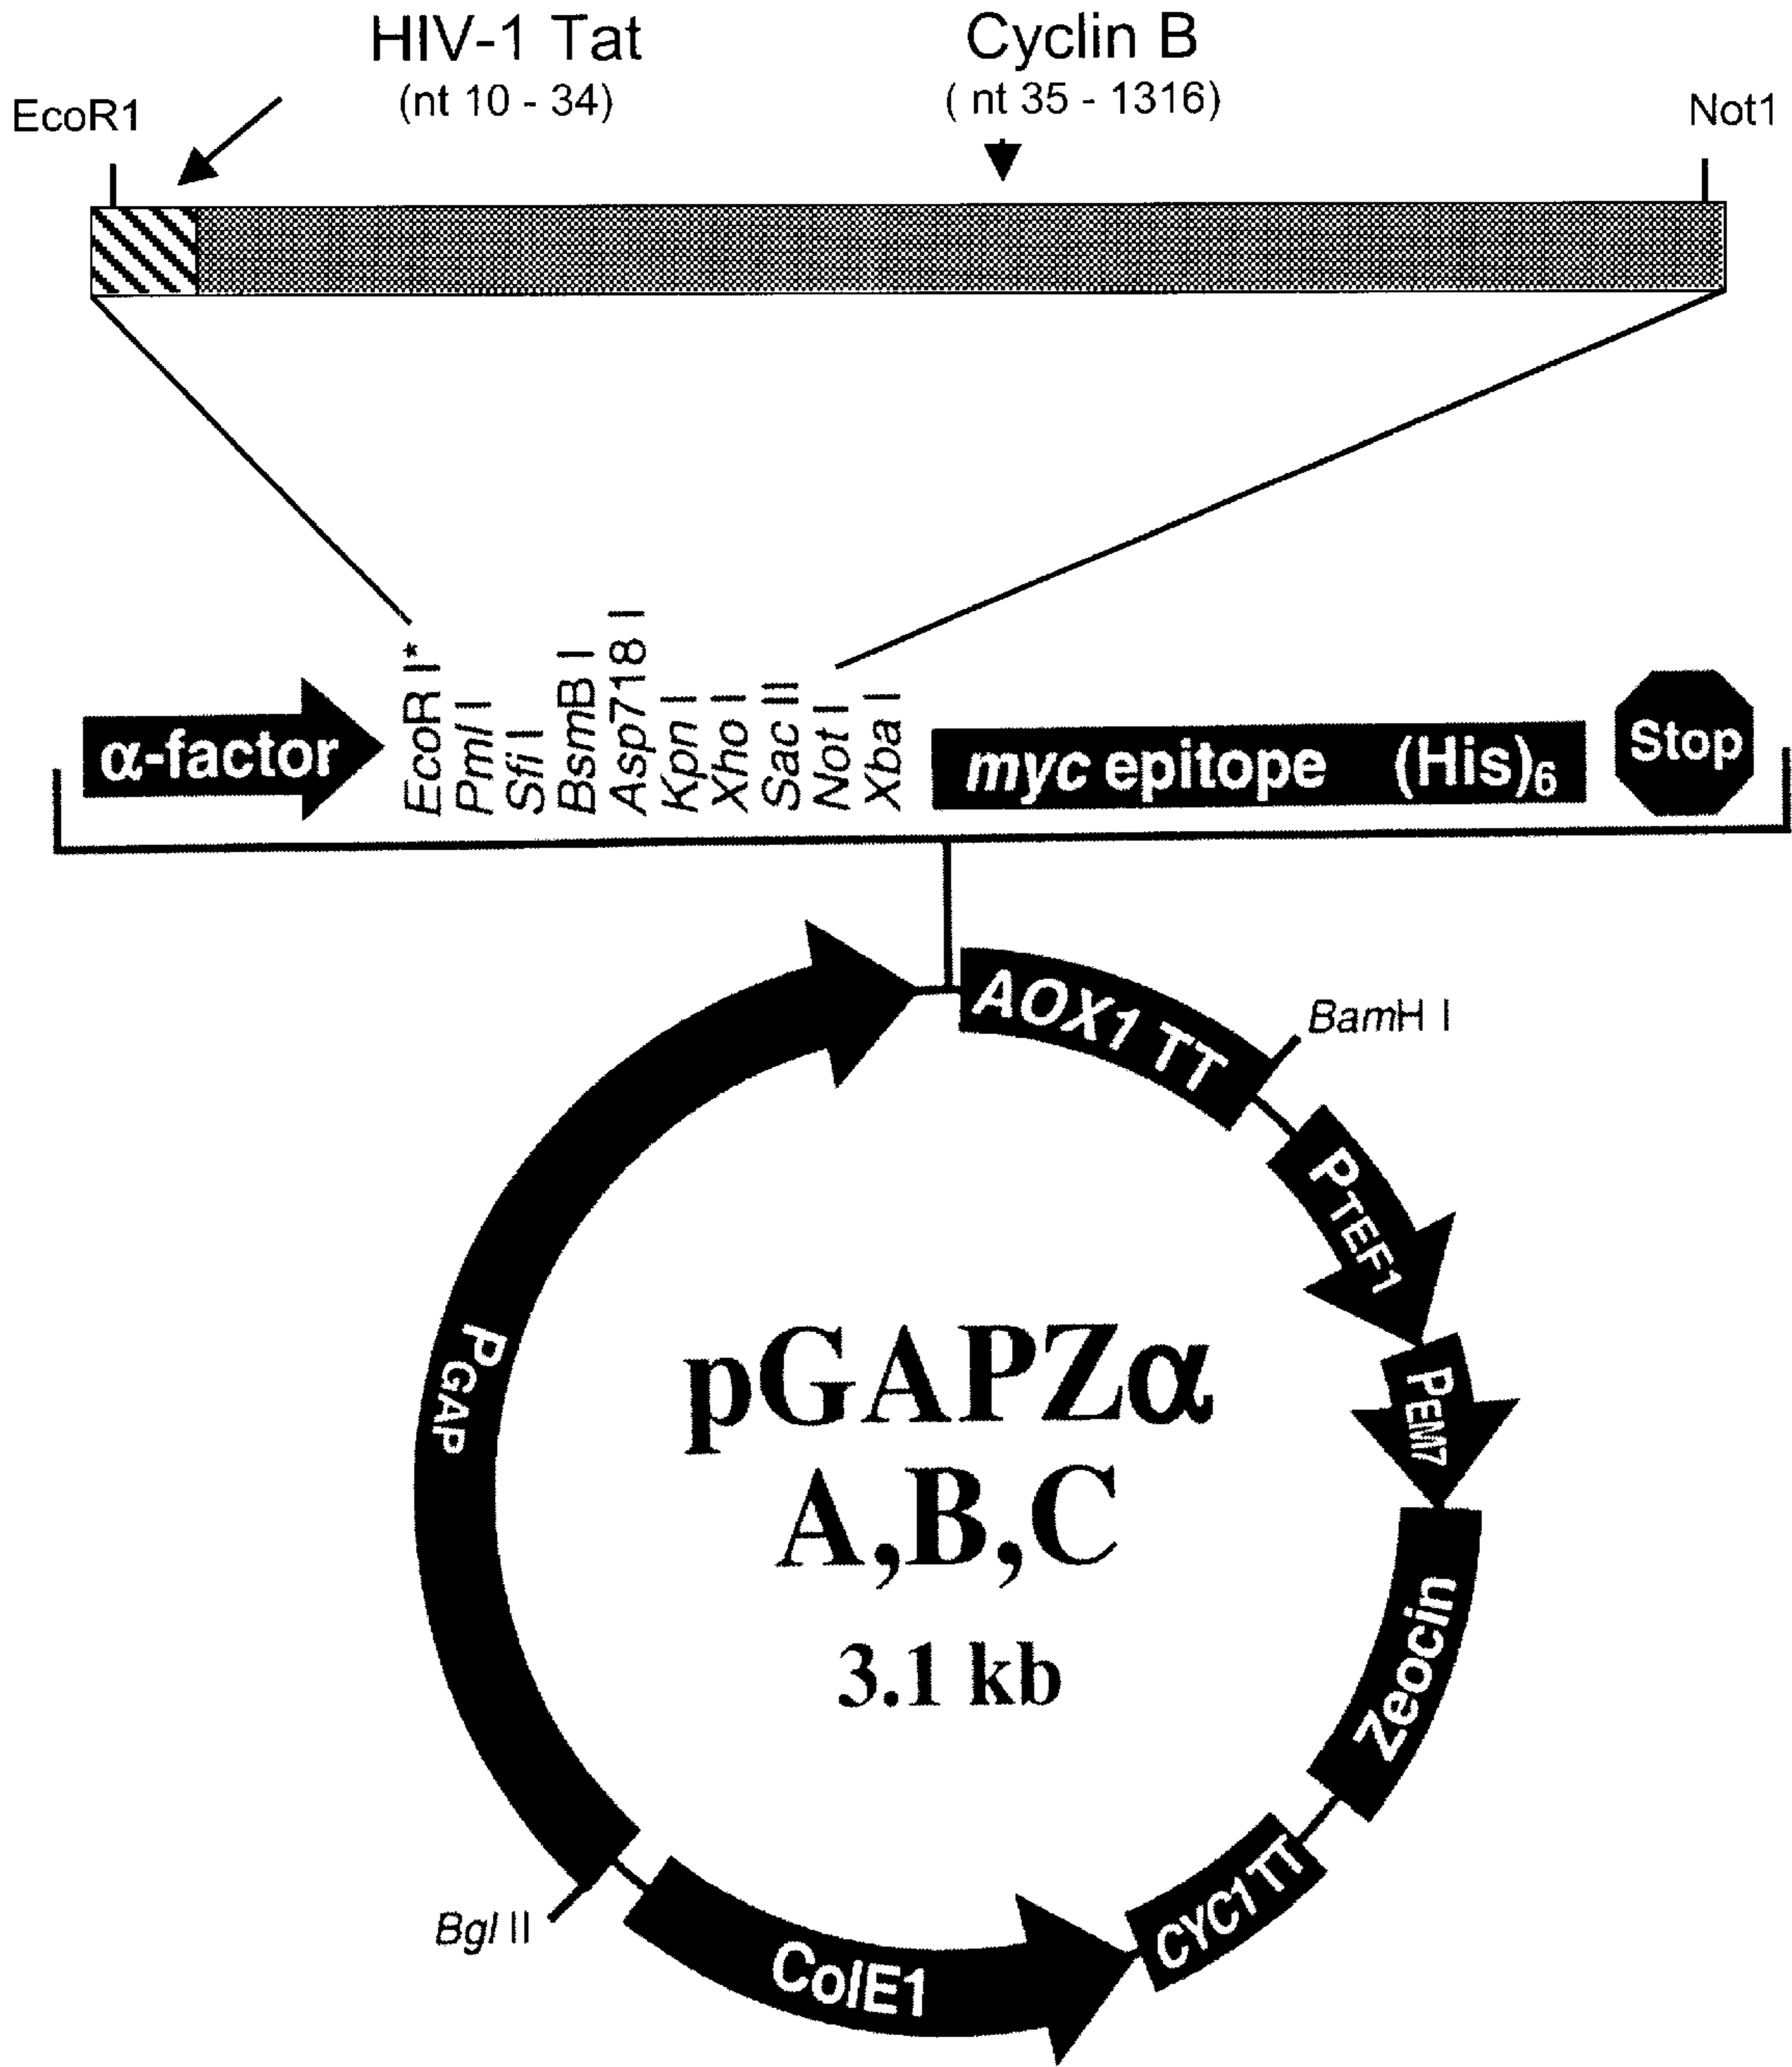 HIV-1 Tat
(nt 10 - 34)
Cyclin B
( nt 35 - 1316)
EcoR1
Not1
α-factor
EcoR I*
Pml I
Sfi I
BsmB I
Asp718 I
Kpn I
Xho I
Sac II
Not I
Xba I
myc epitope (His)6
Stop
AOX1 TT
BamH I
PTEF1
PEM7
Zeocin
CYC1 TT
ColE1
Bgl II
PGAP
pGAPZα
A,B,C
3.1 kb